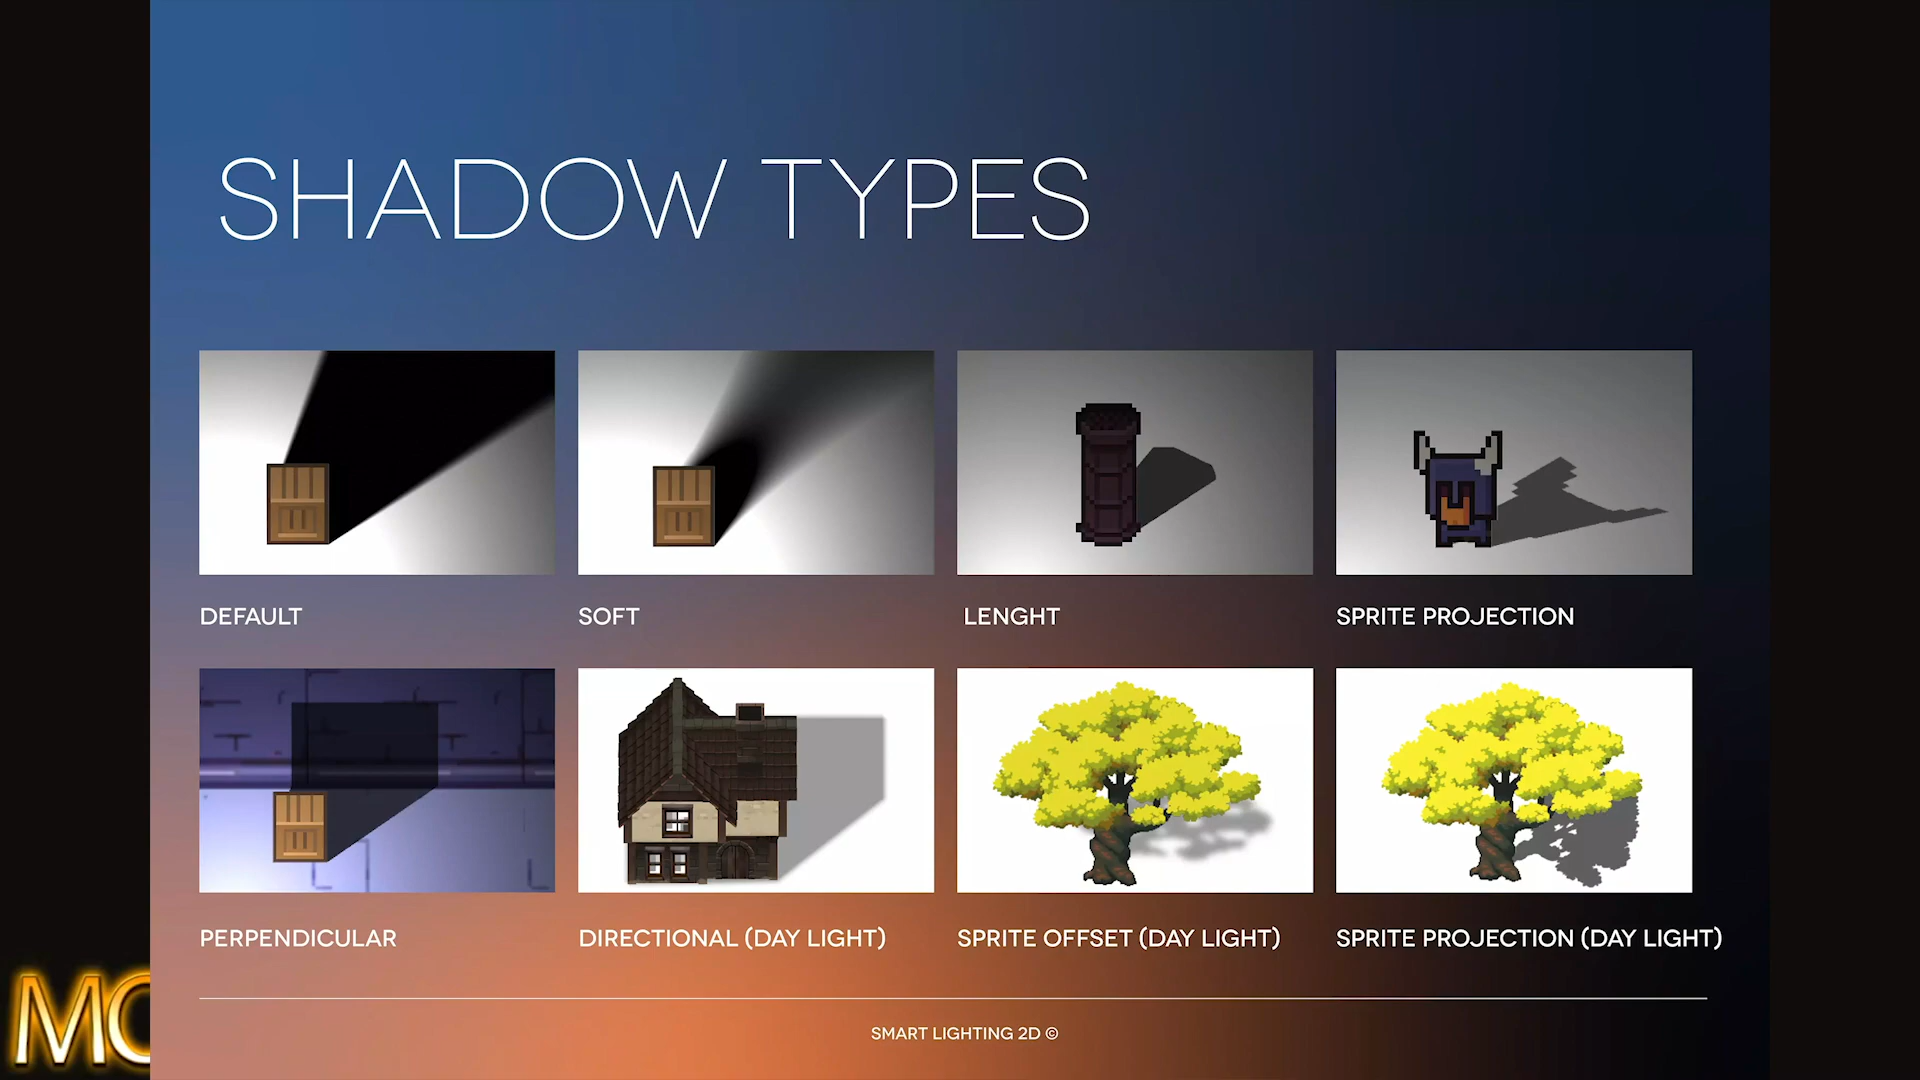 SHADOW TYPES
DEFAULT
SOFT
LENGHT
SPRITE PROJECTION
PERPENDICULAR
DIRECTIONAL (DAY LIGHT)
SPRITE OFFSET (DAY LIGHT)
SPRITE PROJECTION (DAY LIGHT)
SMART LIGHTING 2D ©